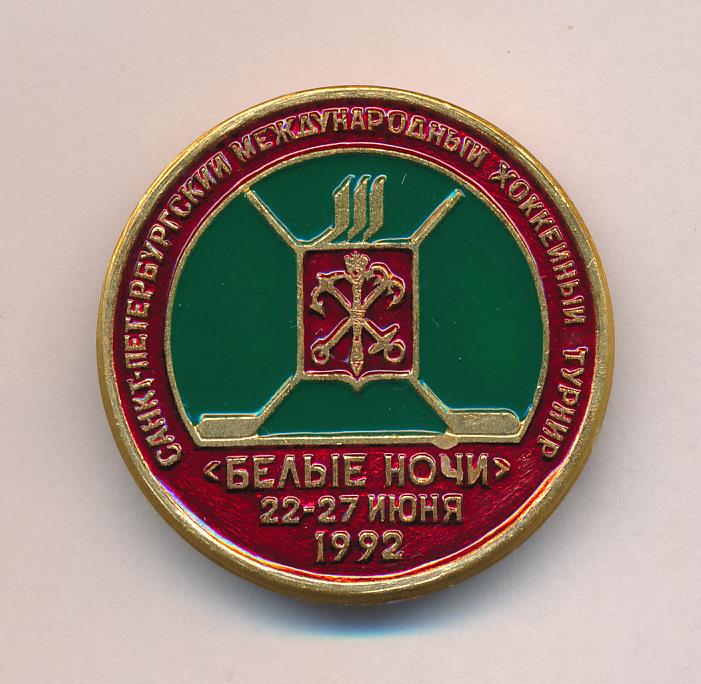 САНКТ-ПЕТЕРБУРГСКИЙ МЕЖДУНАРОДНЫЙ ХОККЕЙНЫЙ ТУРНИР
<БЕЛЫЕ НОЧИ>
22-27 ИЮНЯ
1992